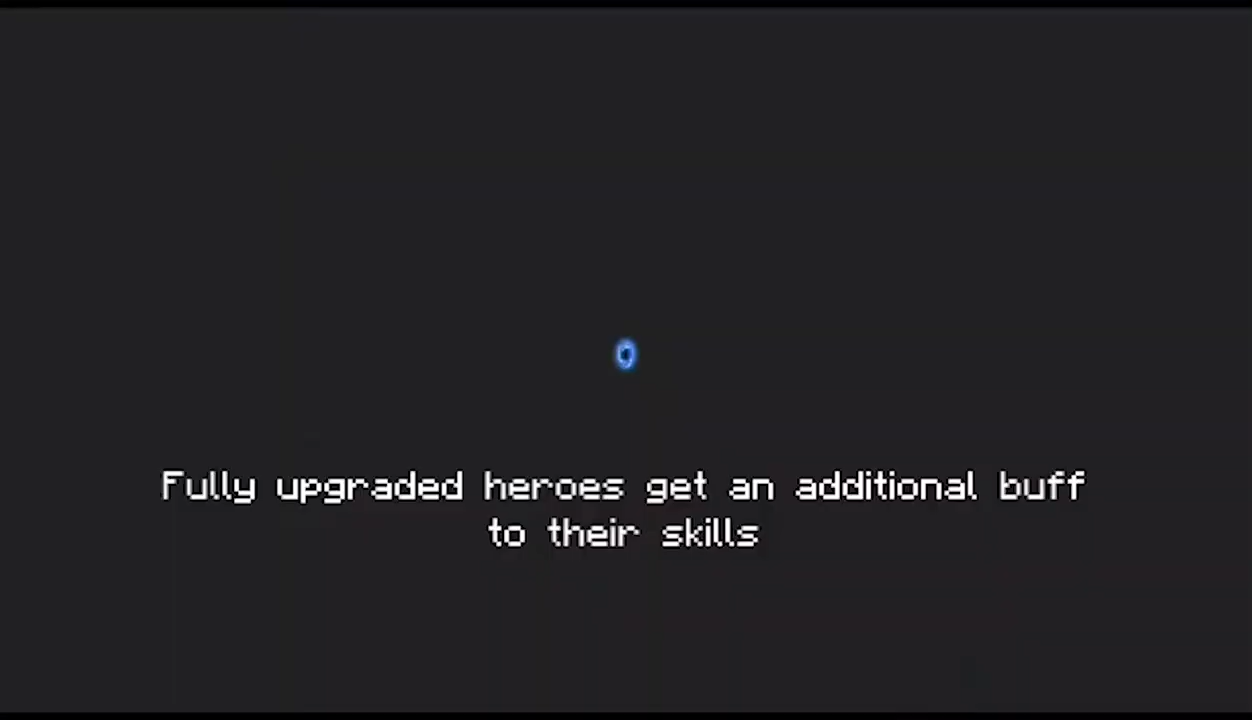 Fully upgraded heroes get an additional buff
to their skills